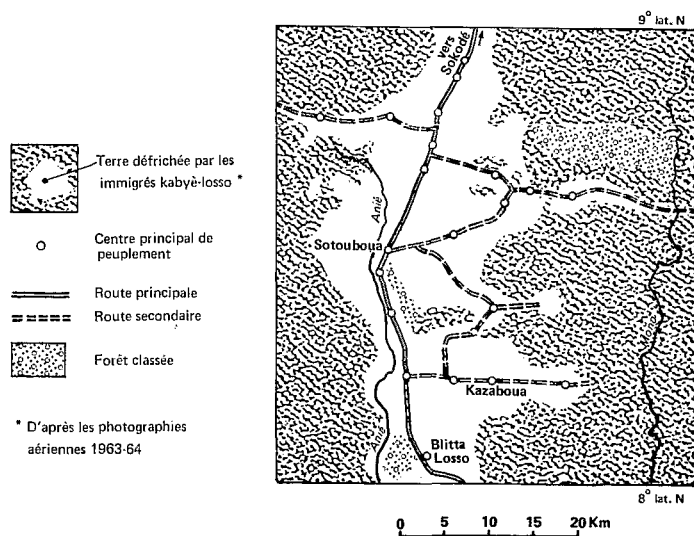 9° lat. N
vers
Sokodé
Terre défrichée par les
immigrés kabyè-losso *
Anié
Centre principal de
peuplement
Sotouboua
Route principale
Route secondaire
Forêt classée
Kazaboua
* D'après les photographies
aériennes 1963-64
Anié
Blitta
Losso
8° lat. N
0 5 10 15 20 Km